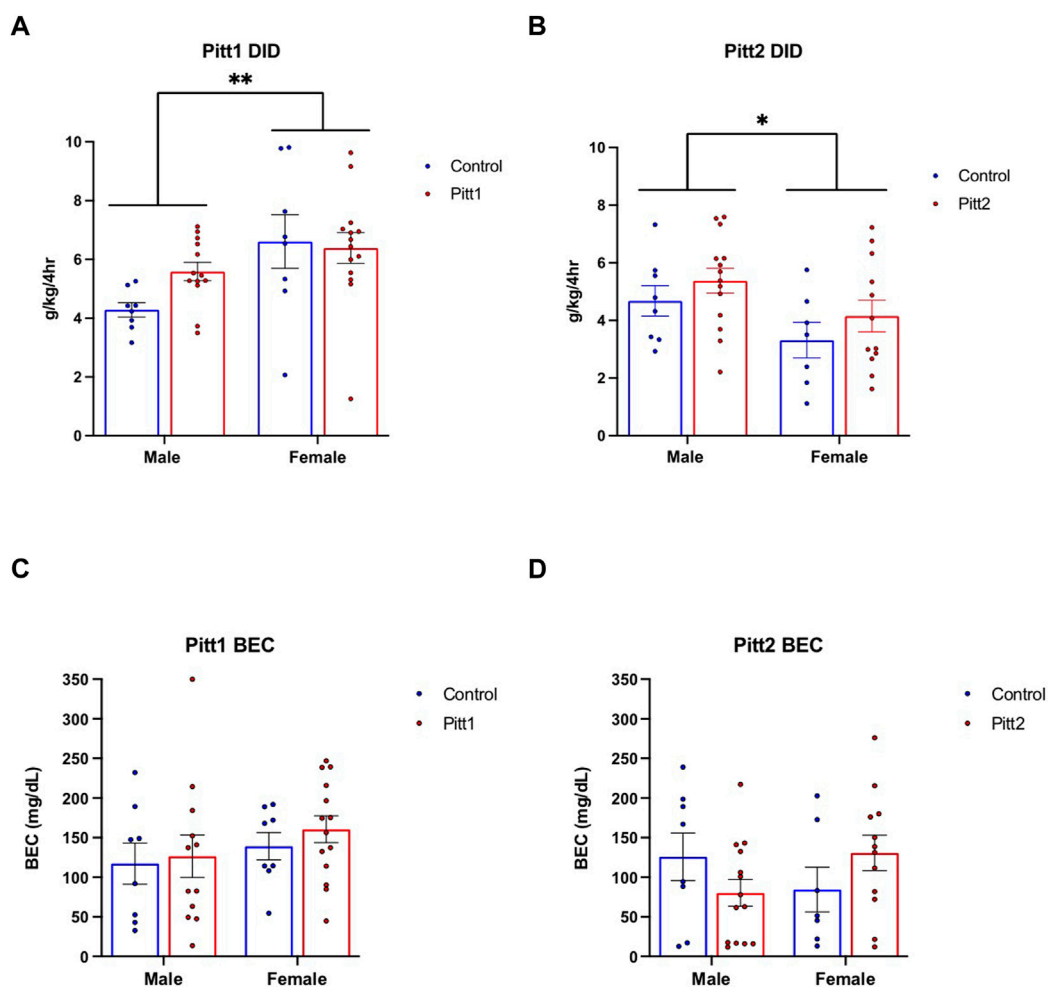 A
Pitt1 DID
**
10
8
6
4
2
0
g/kg/4hr
Male
Female
Control
Pitt1
B
Pitt2 DID
*
10
8
6
4
2
0
g/kg/4hr
Male
Female
Control
Pitt2
C
Pitt1 BEC
350
300
250
200
150
100
50
0
BEC (mg/dL)
Male
Female
Control
Pitt1
D
Pitt2 BEC
350
300
250
200
150
100
50
0
BEC (mg/dL)
Male
Female
Control
Pitt2